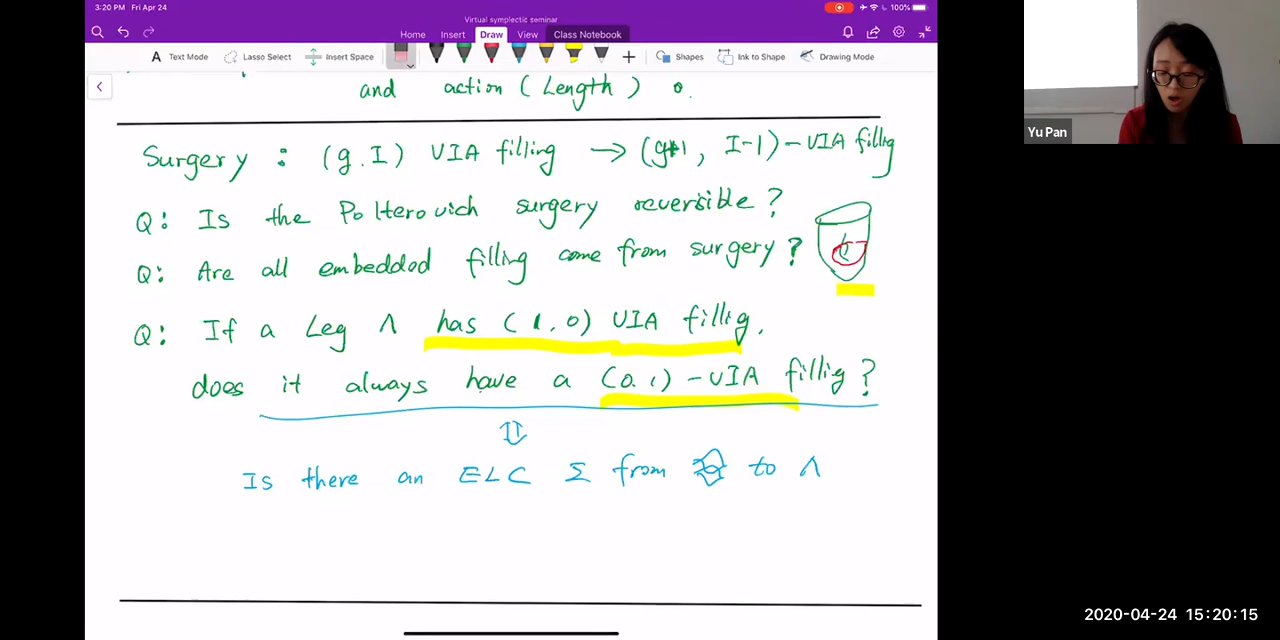 3:20 PM Fri Apr 24
100%
Virtual symplectic seminar
Home Insert Draw View Class Notebook
Text Mode Lasso Select Insert Space Shapes Ink to Shape Drawing Mode
and action (Length) 0.
Surgery : (g. I) VIA filling → (g+1, I-1) - VIA fillig
Q: Is the Polterovich surgery reversible?
Q: Are all embedded filling come from surgery?
Q: If a Leg Λ has (1, 0) VIA fillig,
does it always have a (0. 1) - VIA fillig?
⇕
Is there an ELC Σ from to Λ
Yu Pan
2020-04-24 15:20:15